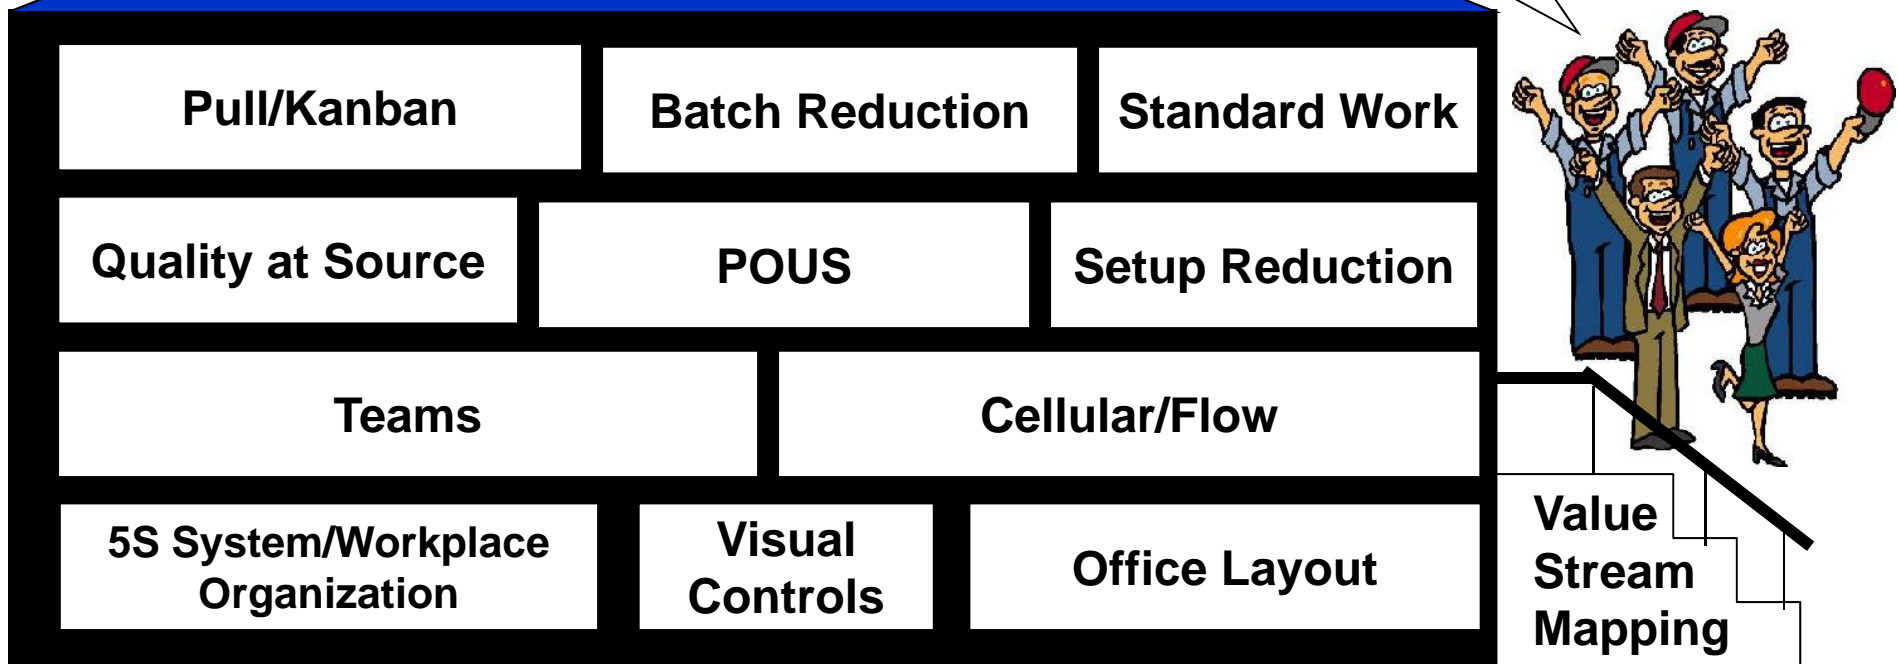 Pull/Kanban
Batch Reduction
Standard Work
Quality at Source
POUS
Setup Reduction
Teams
Cellular/Flow
5S System/Workplace
Organization
Visual
Controls
Office Layout
Value
Stream
Mapping